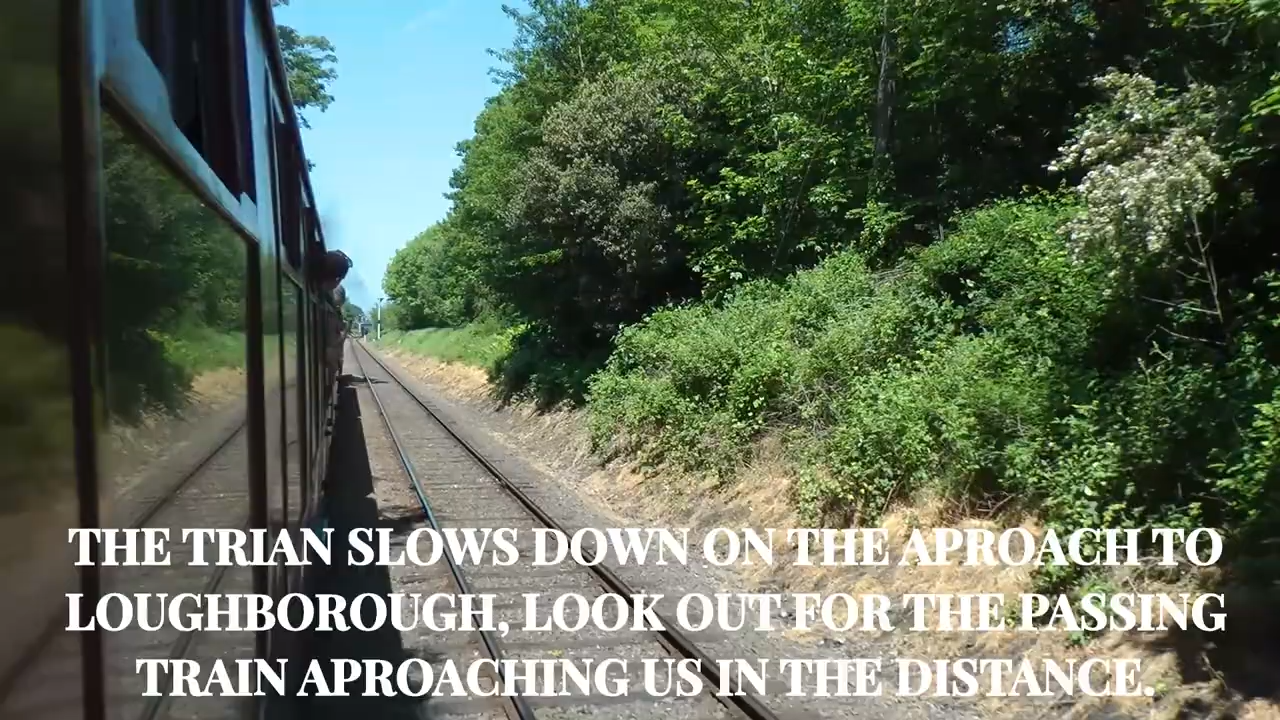 THE TRIAN SLOWS DOWN ON THE APROACH TO
LOUGHBOROUGH, LOOK OUT FOR THE PASSING
TRAIN APROACHING US IN THE DISTANCE.